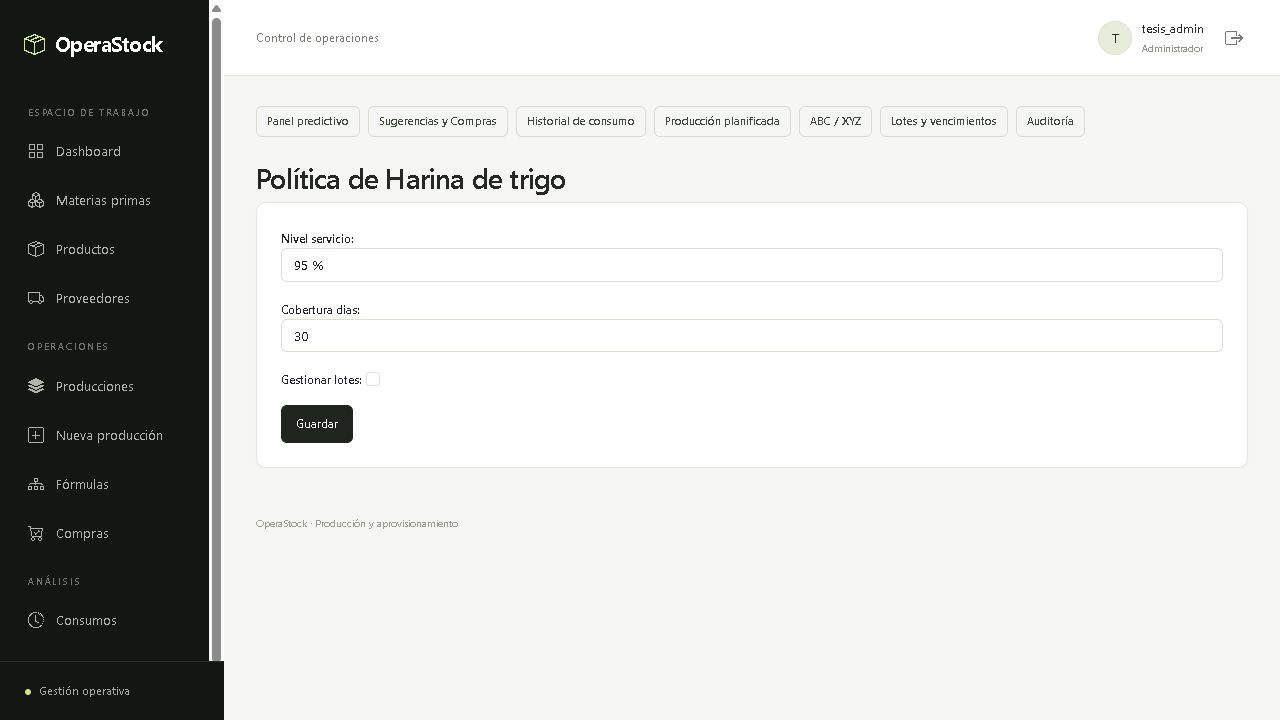 OperaStock
ESPACIO DE TRABAJO
Dashboard
Materias primas
Productos
Proveedores
OPERACIONES
Producciones
Nueva producción
Fórmulas
Compras
ANÁLISIS
Consumos
Gestión operativa
Control de operaciones
T
tesis_admin
Administrador
Panel predictivo
Sugerencias y Compras
Historial de consumo
Producción planificada
ABC / XYZ
Lotes y vencimientos
Auditoría
Política de Harina de trigo
Nivel servicio:
95 %
Cobertura dias:
30
Gestionar lotes:
Guardar
OperaStock · Producción y aprovisionamiento